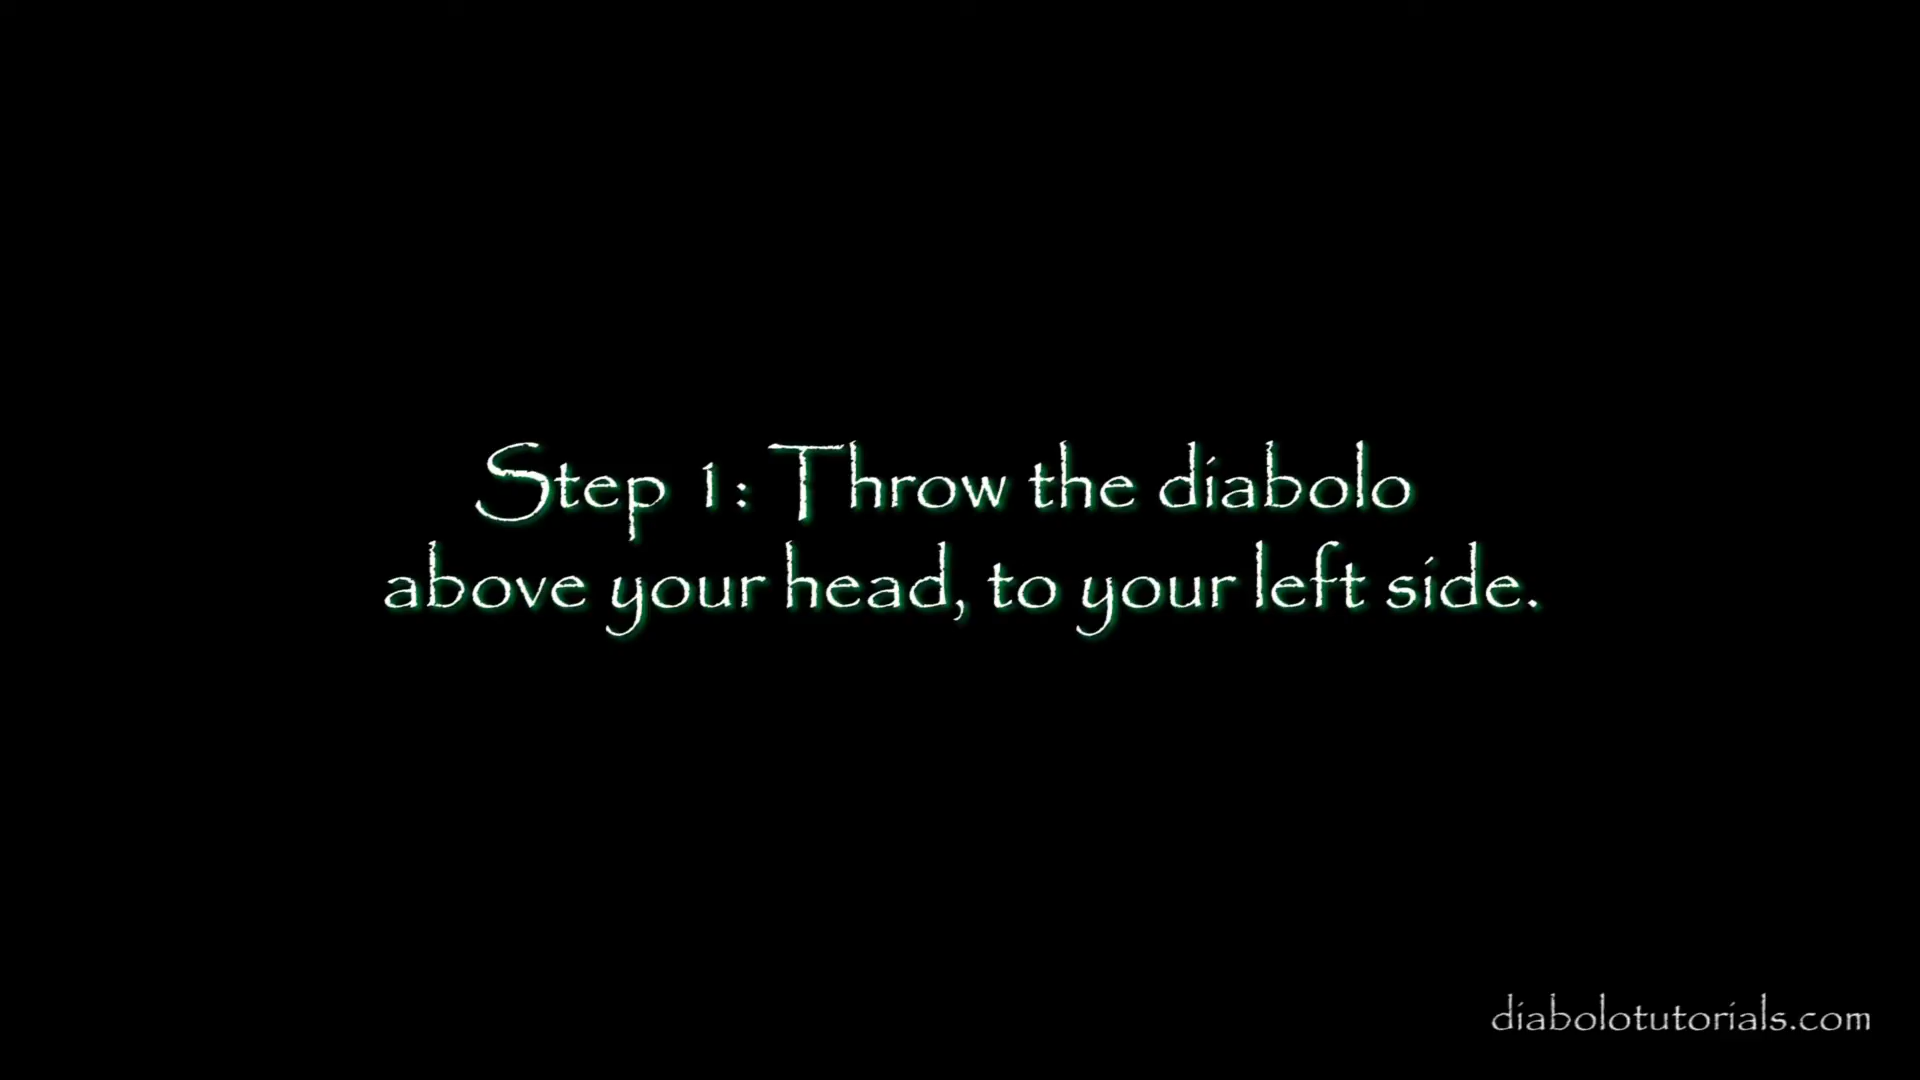 Step 1: Throw the diabolo
above your head, to your left side.
diabolotutorials.com